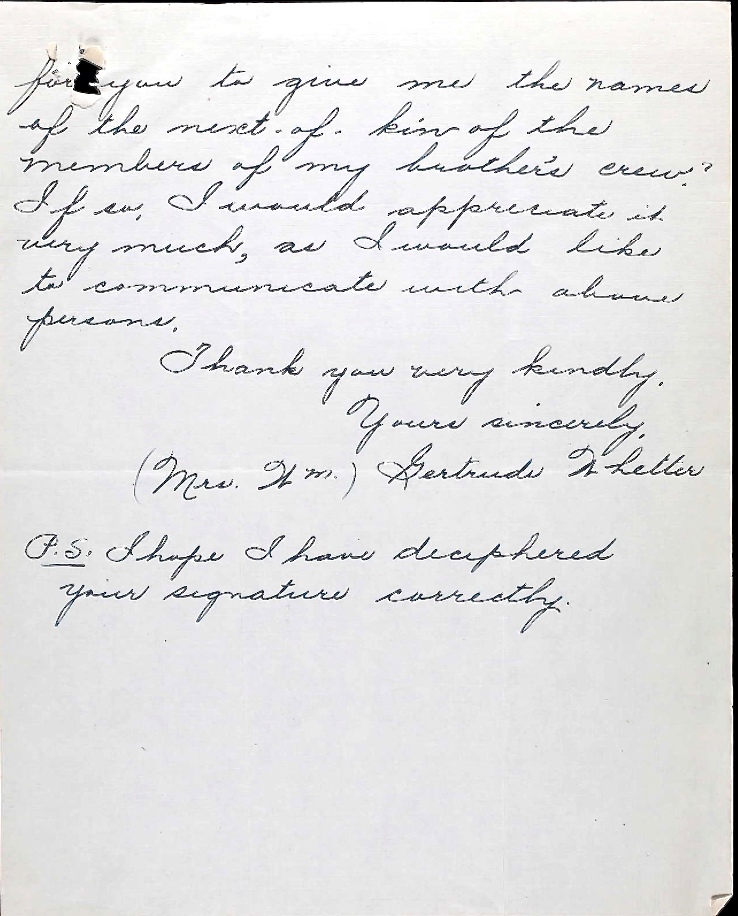 for you to give me the names
of the next-of-kin of the
members of my brother's crew?
If so, I would appreciate it
very much, as I would like
to communicate with above
persons.
Thank you very kindly.
Yours sincerely,
(Mrs. Wm.) Gertrude Whetter
P.S. I hope I have deciphered
your signature correctly.